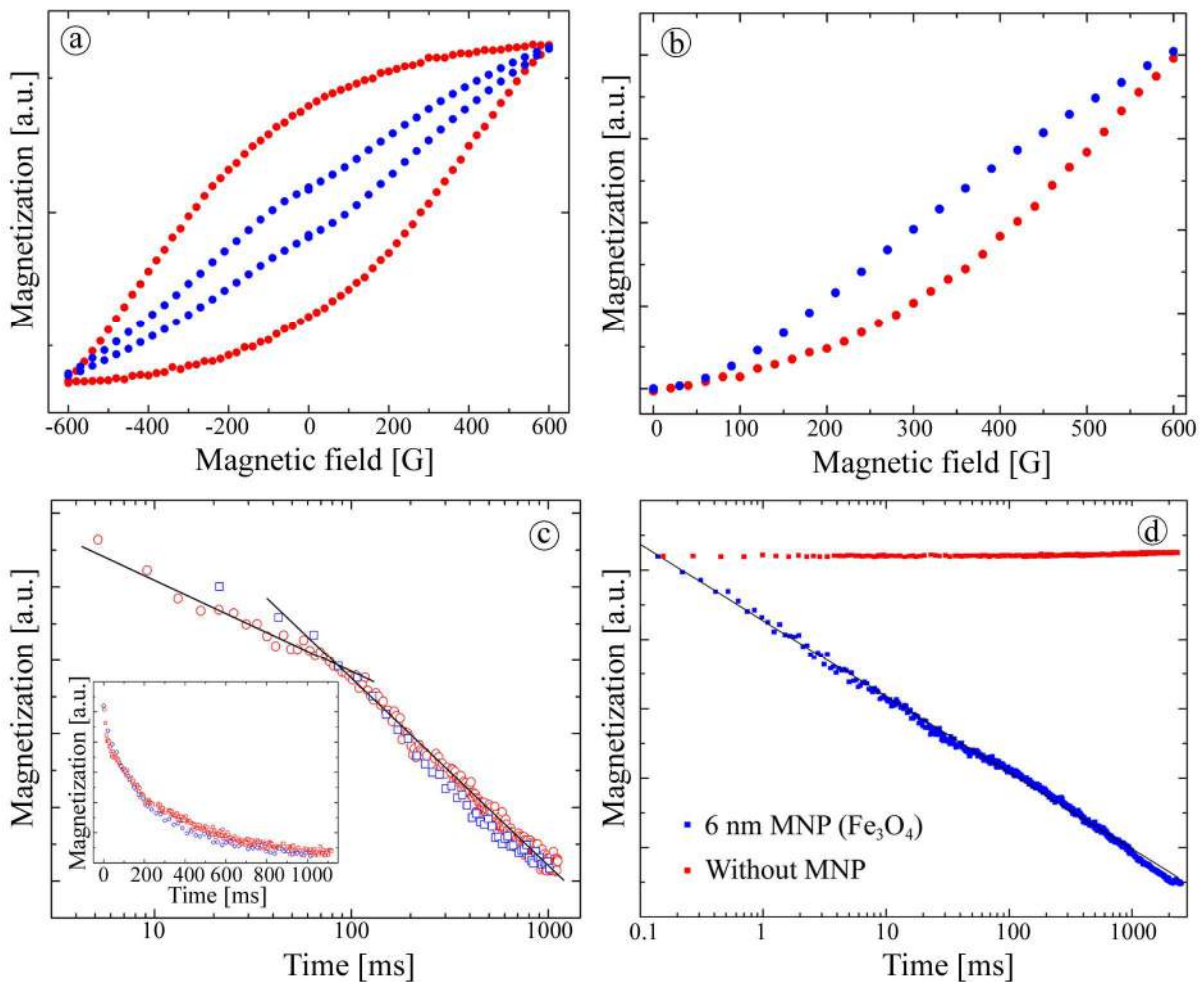 a
Magnetization [a.u.]
-600 -400 -200 0 200 400 600
Magnetic field [G]
b
Magnetization [a.u.]
0 100 200 300 400 500 600
Magnetic field [G]
c
Magnetization [a.u.]
10 100 1000
Time [ms]
Magnetization [a.u.]
0 200 400 600 800 1000
Time [ms]
d
Magnetization [a.u.]
6 nm MNP (Fe₃O₄)
Without MNP
0.1 1 10 100 1000
Time [ms]